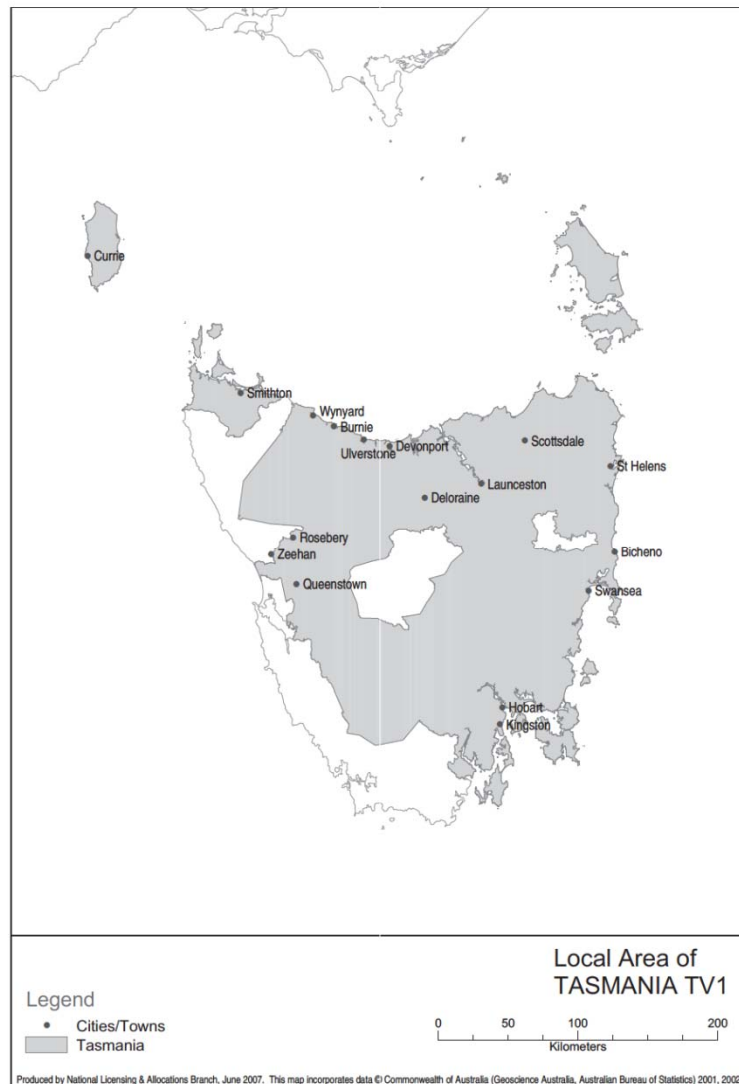 Currie
Smithton
Wynyard
Burnie
Ulverstone
Devonport
Scottsdale
St Helens
Launceston
Deloraine
Rosebery
Zeehan
Bicheno
Queenstown
Swansea
Hobart
Kingston
Local Area of
TASMANIA TV1
Legend
Cities/Towns
Tasmania
0 50 100 200
Kilometers
Produced by National Licensing & Allocations Branch, June 2007. This map incorporates data © Commonwealth of Australia (Geoscience Australia, Australian Bureau of Statistics) 2001, 2002